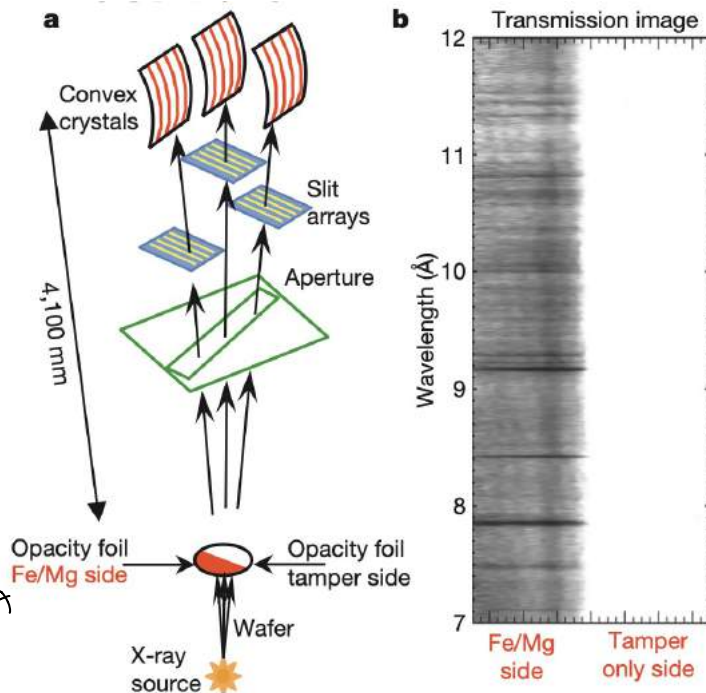 a
Convex
crystals
Slit
arrays
Aperture
4,100 mm
Opacity foil
Fe/Mg side
Opacity foil
tamper side
Wafer
X-ray
source
b
Transmission image
Wavelength (Å)
12
11
10
9
8
7
Fe/Mg
side
Tamper
only side